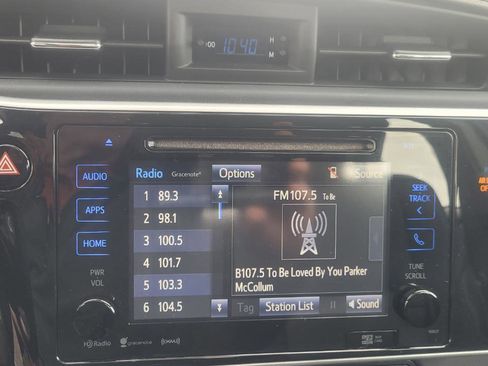 :00 10:40 H
M
AUDIO
APPS
HOME
PWR
VOL
Radio Gracenote® Options Source
1 89.3
2 98.1
3 100.5
4 101.7
5 103.3
6 104.5
FM107.5 To Be
B107.5 To Be Loved By You Parker
McCollum
Tag Station List Sound
SEEK
TRACK
TUNE
SCROLL
HD Radio gracenote